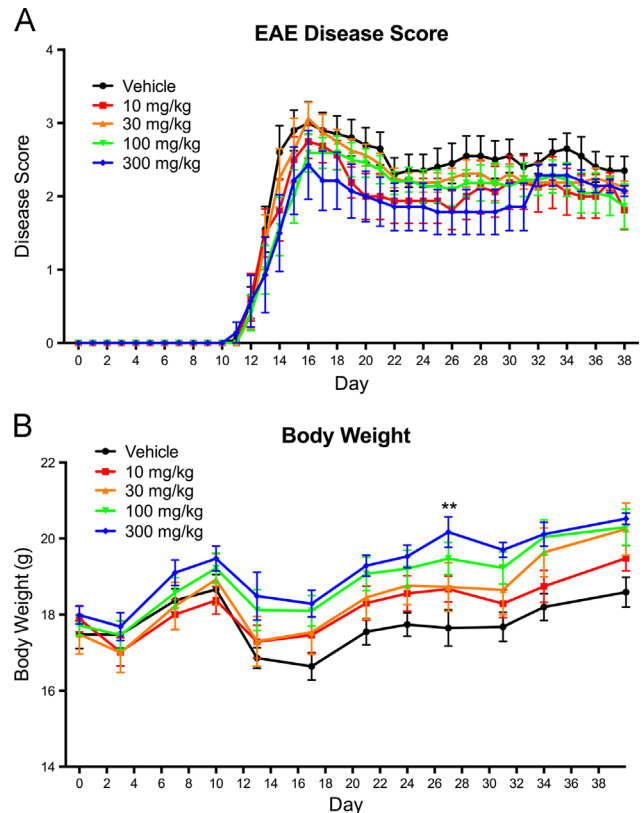 A
EAE Disease Score
Vehicle
10 mg/kg
30 mg/kg
100 mg/kg
300 mg/kg
Disease Score
4
3
2
1
0
0 2 4 6 8 10 12 14 16 18 20 22 24 26 28 30 32 34 36 38
Day
B
Body Weight
Vehicle
10 mg/kg
30 mg/kg
100 mg/kg
300 mg/kg
**
Body Weight (g)
22
20
18
16
14
0 2 4 6 8 10 12 14 16 18 20 22 24 26 28 30 32 34 36 38
Day